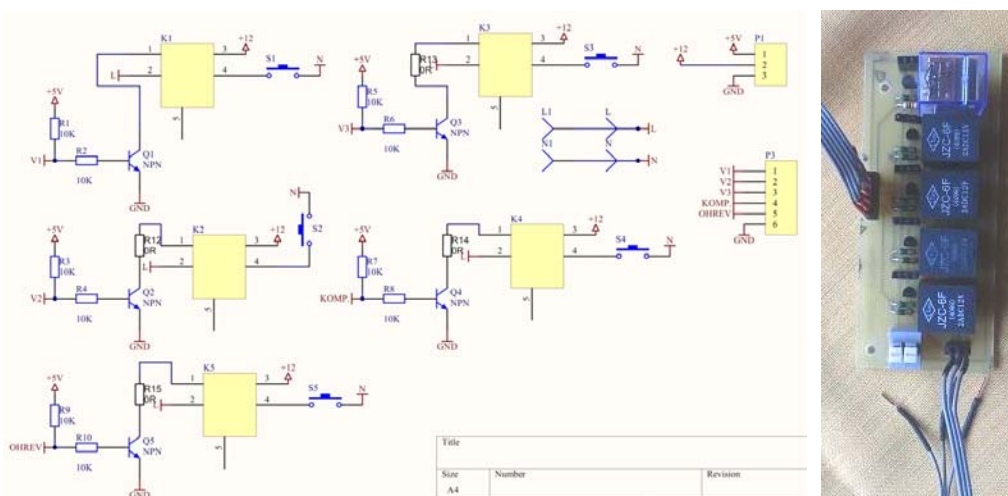 K1
1
2
3
4
5
+12
L
S1
N
+5V
R1
10K
V1
R2
10K
Q1
NPN
GND
K3
1
2
3
4
5
+12
R13
0R
S3
N
+5V
R5
10K
V3
R6
10K
Q3
NPN
GND
L1
L
L
N1
N
N
P1
+5V
+12
1
2
3
GND
P3
V1
V2
V3
KOMP.
OHREV
GND
1
2
3
4
5
6
K2
1
2
3
4
5
+12
R12
0R
L
N
S2
+5V
R3
10K
V2
R4
10K
Q2
NPN
GND
K4
1
2
3
4
5
+12
R14
0R
L
S4
N
+5V
R7
10K
KOMP.
R8
10K
Q4
NPN
GND
K5
1
2
3
4
5
+12
R15
0R
L
S5
N
+5V
R9
10K
OHREV
R10
10K
Q5
NPN
GND
Title
Size
A4
Number
Revision
JZC-6F
JZC-6F
JZC-6F
JZC-6F